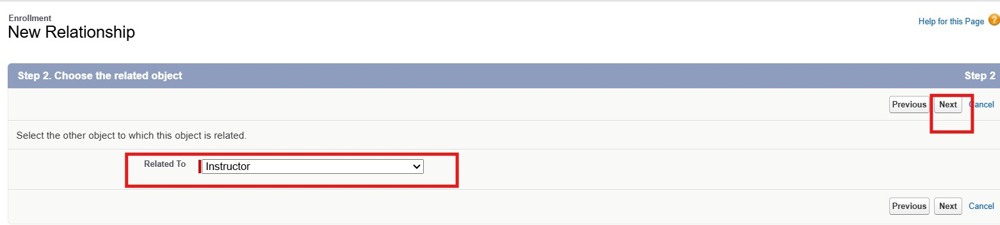 Enrollment
New Relationship
Help for this Page ?
Step 2. Choose the related object
Step 2
Previous Next Cancel
Select the other object to which this object is related.
Related To Instructor
Previous Next Cancel